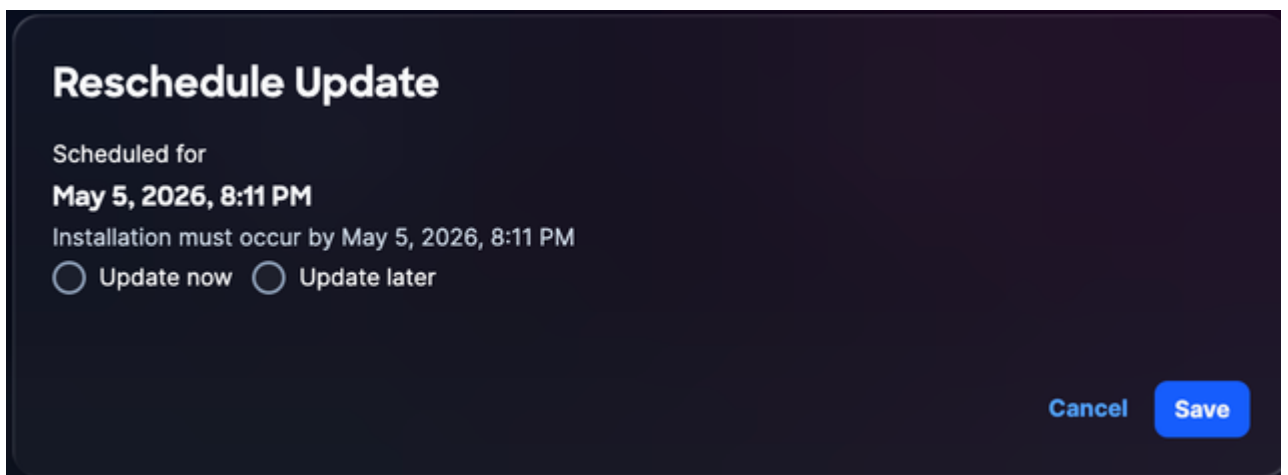 Reschedule Update
Scheduled for
May 5, 2026, 8:11 PM
Installation must occur by May 5, 2026, 8:11 PM
Update now Update later
Cancel Save